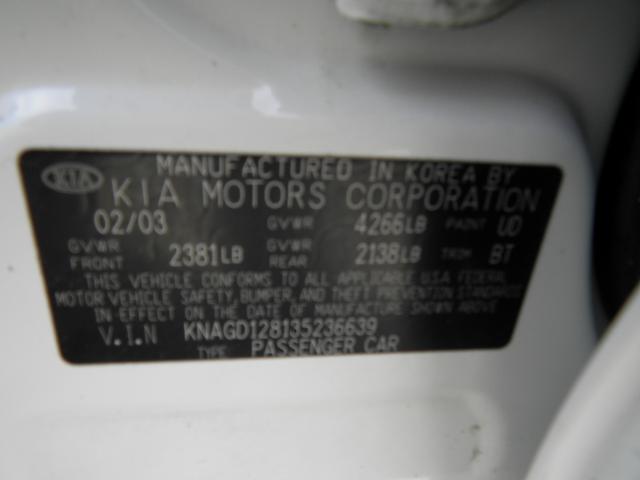 MANUFACTURED IN KOREA BY
KIA KIA MOTORS CORPORATION
02/03 GVWR 4266LB PAINT UD
GVWR FRONT 2381LB GVWR REAR 2138LB TRIM BT
THIS VEHICLE CONFORMS TO ALL APPLICABLE U.S.A FEDERAL
MOTOR VEHICLE SAFETY, BUMPER, AND THEFT PREVENTION STANDARDS
IN EFFECT ON THE DATE OF MANUFACTURE SHOWN ABOVE
V.I.N KNAGD128135236639
TYPE PASSENGER CAR